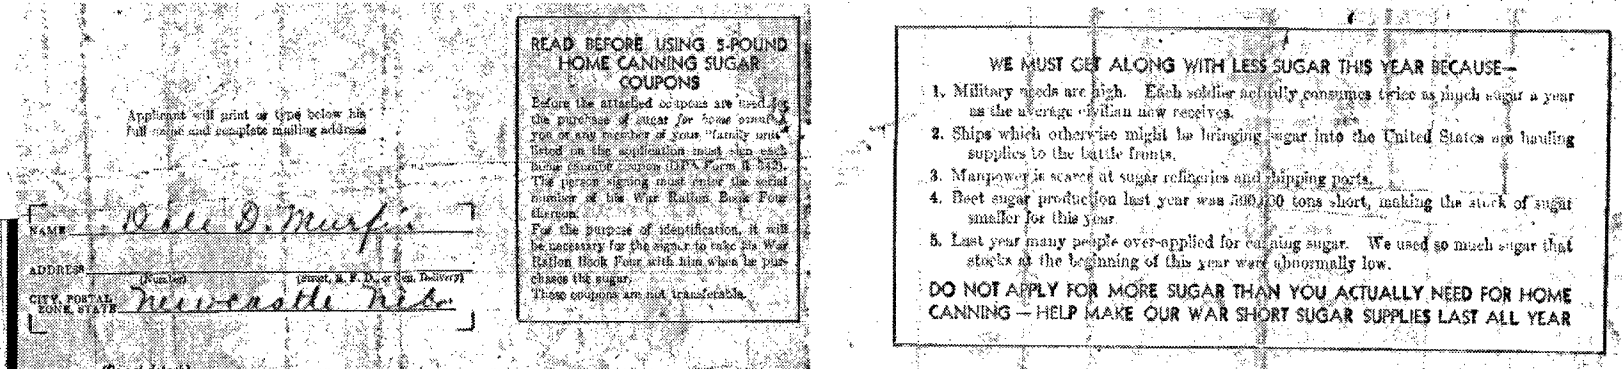 Applicant will print or type below his
full name and complete mailing address
NAME Dale D. Murfin
ADDRESS
(Number) (Street, R. F. D., or Gen. Delivery)
CITY, POSTAL Newcastle Neb.
ZONE, STATE
READ BEFORE USING 5-POUND
HOME CANNING SUGAR
COUPONS
Before the attached coupons are used for
the purchase of sugar for home canning
you or any member of your "family unit"
listed on the application must sign each
home canning coupon (OPA Form R-342).
The person signing must enter the serial
number of his War Ration Book Four
thereon.
For the purpose of identification, it will
be necessary for the signer to take his War
Ration Book Four with him when he pur-
chases the sugar.
These coupons are not transferable.
WE MUST GET ALONG WITH LESS SUGAR THIS YEAR BECAUSE—
1. Military needs are high. Each soldier actually consumes twice as much sugar a year
as the average civilian now receives.
2. Ships which otherwise might be bringing sugar into the United States are hauling
supplies to the battle fronts.
3. Manpower is scarce at sugar refineries and shipping ports.
4. Beet sugar production last year was 500,000 tons short, making the stock of sugar
smaller for this year.
5. Last year many people over-applied for canning sugar. We used so much sugar that
stocks at the beginning of this year were abnormally low.
DO NOT APPLY FOR MORE SUGAR THAN YOU ACTUALLY NEED FOR HOME
CANNING — HELP MAKE OUR WAR SHORT SUGAR SUPPLIES LAST ALL YEAR